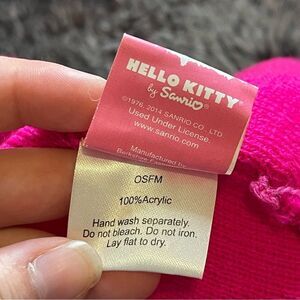 HELLO KITTY
by Sanrio
©1976, 2014 SANRIO CO., LTD
Used Under License.
www.sanrio.com
Manufactured by
OSFM
100%Acrylic
Hand wash separately.
Do not bleach. Do not iron.
Lay flat to dry.